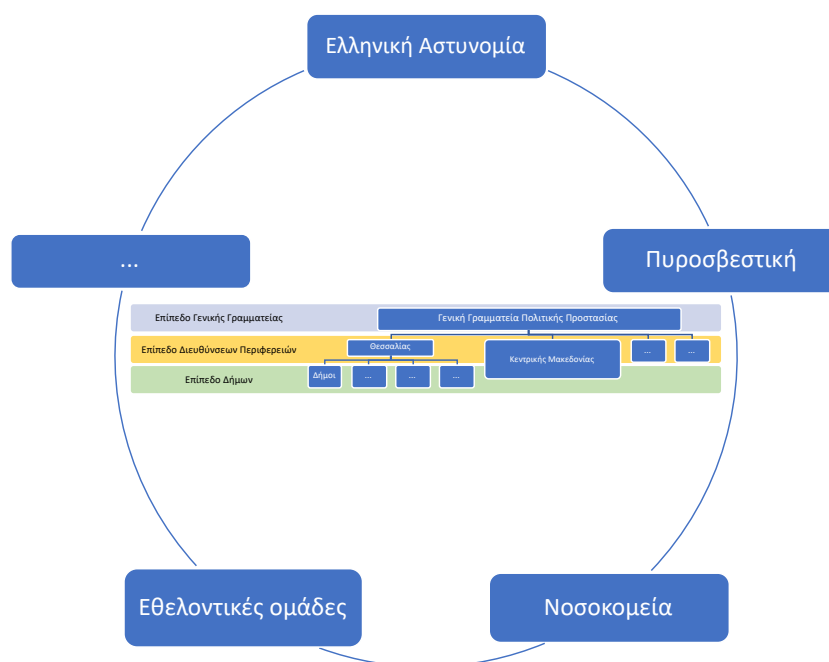 Ελληνική Αστυνομία
...
Πυροσβεστική
Επίπεδο Γενικής Γραμματείας
Γενική Γραμματεία Πολιτικής Προστασίας
Επίπεδο Διευθύνσεων Περιφερειών
Θεσσαλίας
Κεντρικής Μακεδονίας
...
...
Επίπεδο Δήμων
Δήμοι
...
...
...
Εθελοντικές ομάδες
Νοσοκομεία